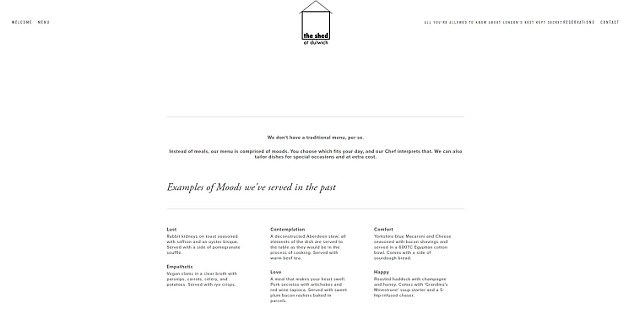 WELCOME MENU
the shed
of dulwich
ALL YOU'RE ALLOWED TO KNOW ABOUT LONDON'S BEST KEPT SECRET RESERVATIONS CONTACT
We don't have a traditional menu, per se.
Instead of meals, our menu is comprised of moods. You choose which fits your day, and our Chef interprets that. We can also
tailor dishes for special occasions and at extra cost.
Examples of Moods we've served in the past
Lust
Rabbit kidneys on toast seasoned
with saffron and an oyster bisque.
Served with a side of pomegranate
souffle.
Empathetic
Vegan clams in a clear broth with
parsnips, carrots, celery, and
potatoes. Served with rye crisps.
Contemplation
A deconstructed Aberdeen stew; all
elements of the dish are served to
the table as they would be in the
process of cooking. Served with
warm beef tea.
Love
A meal that makes your heart swell.
Pork secretos with artichokes and
red wine tapioca. Served with sweet
plum bacon rashers baked in
parcels.
Comfort
Yorkshire blue Macaroni and Cheese
seasoned with bacon shavings and
served in a 600TC Egyptian cotton
bowl. Comes with a side of
sourdough bread.
Happy
Roasted haddock with champagne
and honey. Comes with 'Grandma's
Minestrone' soup starter and a 5-
hop-infused chaser.